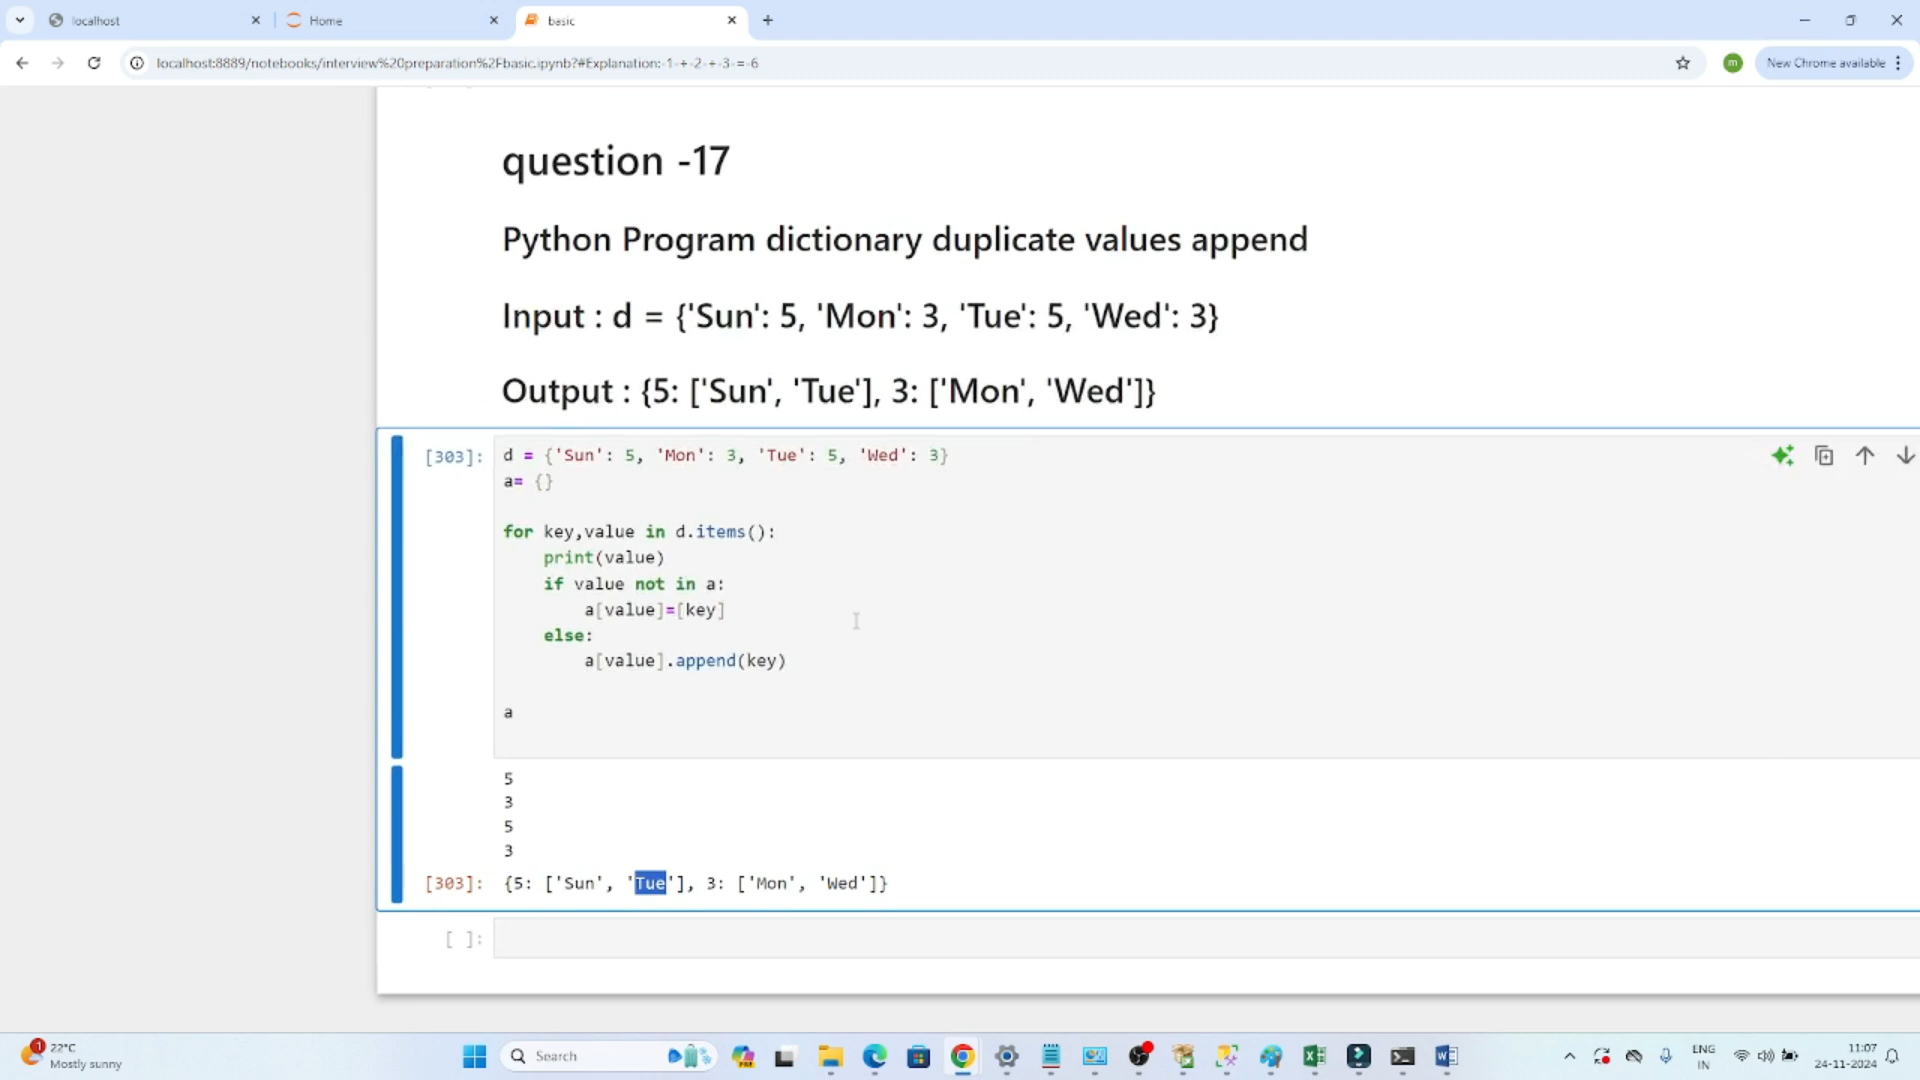 localhost
Home
basic
localhost:8889/notebooks/interview%20preparation%2Fbasic.ipynb?#Explanation:-1-+-2-+-3-=-6
m
New Chrome available
question -17
Python Program dictionary duplicate values append
Input : d = {'Sun': 5, 'Mon': 3, 'Tue': 5, 'Wed': 3}
Output : {5: ['Sun', 'Tue'], 3: ['Mon', 'Wed']}
[303]:
d = {'Sun': 5, 'Mon': 3, 'Tue': 5, 'Wed': 3}
a= {}
for key,value in d.items():
    print(value)
    if value not in a:
        a[value]=[key]
    else:
        a[value].append(key)
a
5
3
5
3
[303]: {5: ['Sun', 'Tue'], 3: ['Mon', 'Wed']}
[ ]:
1
22°C
Mostly sunny
Search
ENG
IN
11:07
24-11-2024